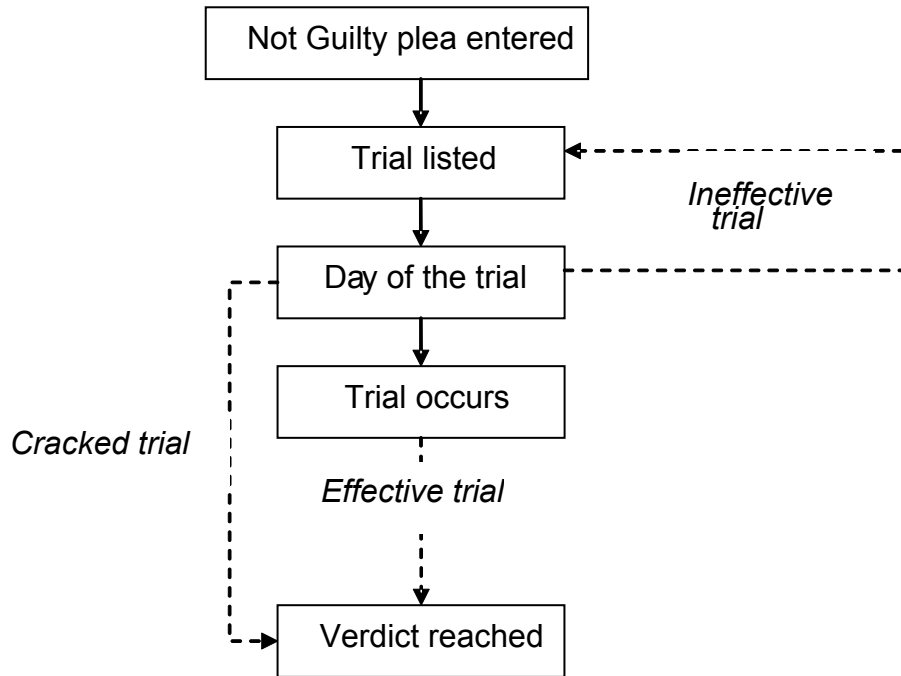 Not Guilty plea entered
Trial listed
Ineffective
trial
Day of the trial
Trial occurs
Cracked trial
Effective trial
Verdict reached